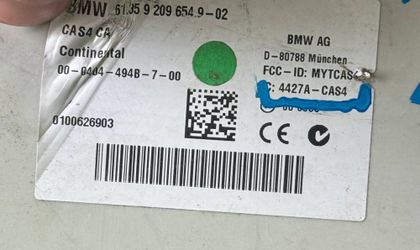 BMW 61.35 9 209 654.9-02
CAS4 CA
Continental
00-0404-494B-7-00
0100626903
BMW AG
D-80788 München
FCC-ID: MYTCAS4
C: 4427A-CAS4
CE